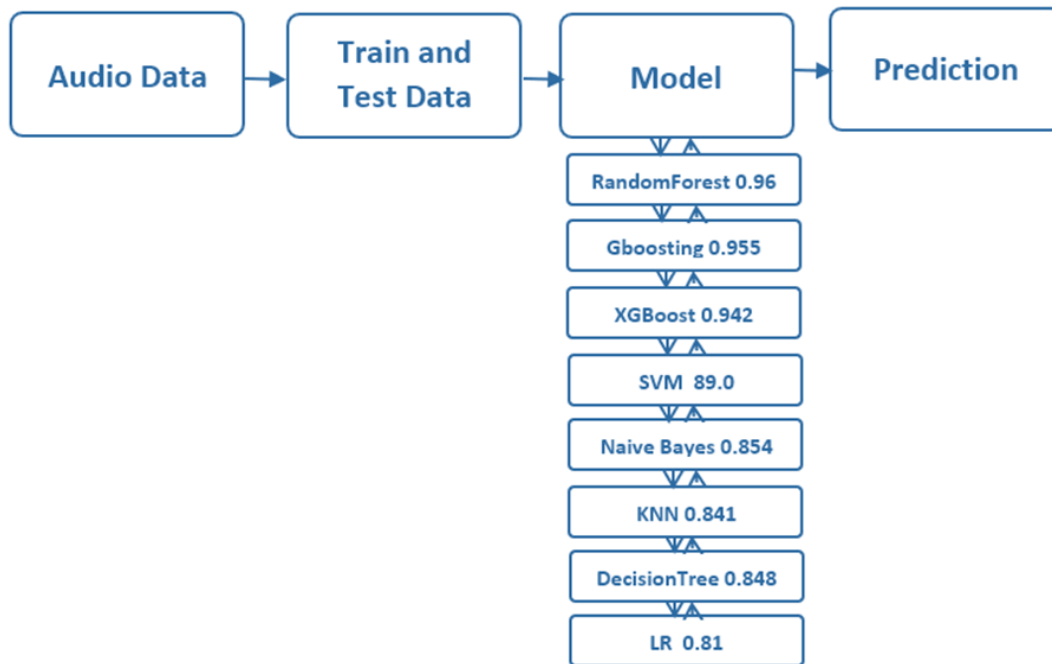 Audio Data
Train and
Test Data
Model
Prediction
RandomForest 0.96
Gboosting 0.955
XGBoost 0.942
SVM 89.0
Naive Bayes 0.854
KNN 0.841
DecisionTree 0.848
LR 0.81